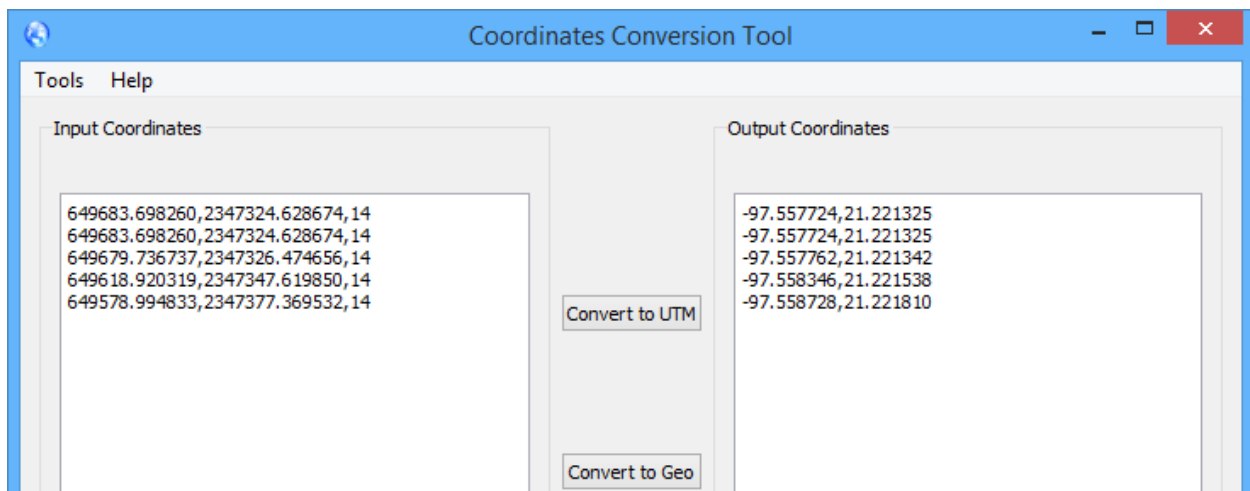 Coordinates Conversion Tool
Tools Help
Input Coordinates
649683.698260,2347324.628674,14
649683.698260,2347324.628674,14
649679.736737,2347326.474656,14
649618.920319,2347347.619850,14
649578.994833,2347377.369532,14
Convert to UTM
Convert to Geo
Output Coordinates
-97.557724,21.221325
-97.557724,21.221325
-97.557762,21.221342
-97.558346,21.221538
-97.558728,21.221810